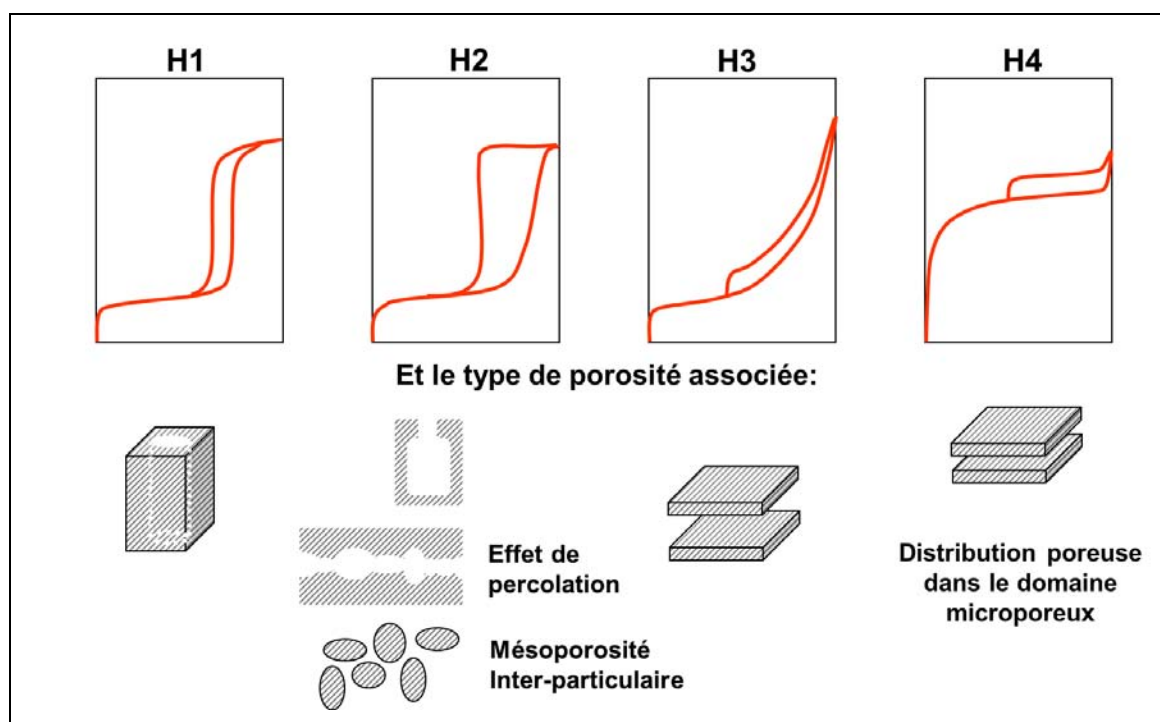 H1
H2
H3
H4
Et le type de porosité associée:
Effet de
percolation
Mésoporosité
Inter-particulaire
Distribution poreuse
dans le domaine
microporeux